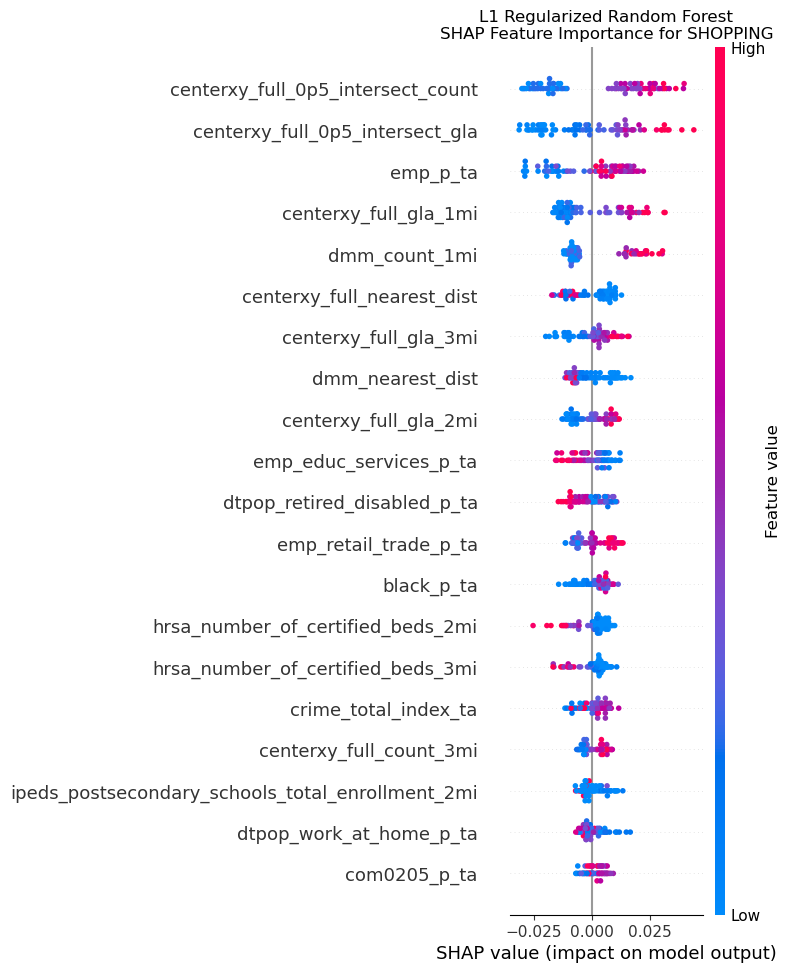 L1 Regularized Random Forest
SHAP Feature Importance for SHOPPING
High
centerxy_full_0p5_intersect_count
centerxy_full_0p5_intersect_gla
emp_p_ta
centerxy_full_gla_1mi
dmm_count_1mi
centerxy_full_nearest_dist
centerxy_full_gla_3mi
dmm_nearest_dist
centerxy_full_gla_2mi
emp_educ_services_p_ta
dtpop_retired_disabled_p_ta
emp_retail_trade_p_ta
black_p_ta
hrsa_number_of_certified_beds_2mi
hrsa_number_of_certified_beds_3mi
crime_total_index_ta
centerxy_full_count_3mi
ipeds_postsecondary_schools_total_enrollment_2mi
dtpop_work_at_home_p_ta
com0205_p_ta
Feature value
Low
−0.025 0.000 0.025
SHAP value (impact on model output)